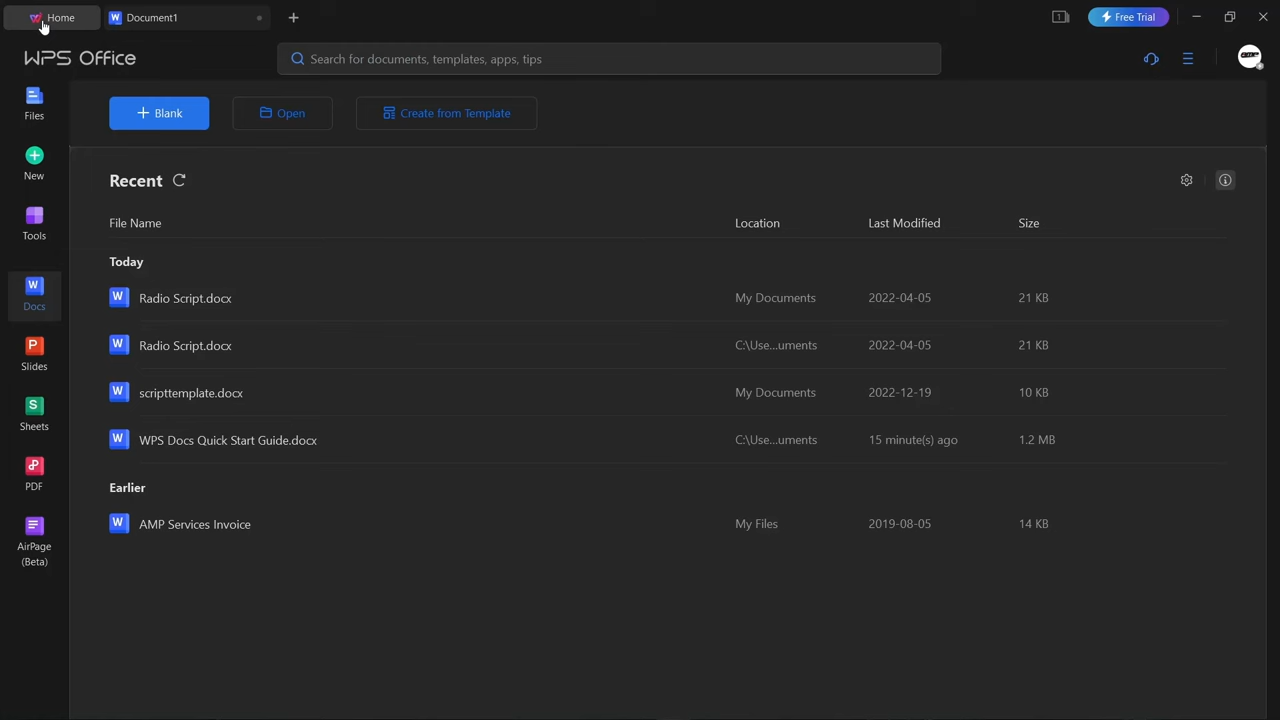 Home
Document1
1
Free Trial
WPS Office
Search for documents, templates, apps, tips
Files
New
Tools
Docs
Slides
Sheets
PDF
AirPage
(Beta)
Blank
Open
Create from Template
Recent
File Name Location Last Modified Size
Today
Radio Script.docx My Documents 2022-04-05 21 KB
Radio Script.docx C:\Use...uments 2022-04-05 21 KB
scripttemplate.docx My Documents 2022-12-19 10 KB
WPS Docs Quick Start Guide.docx C:\Use...uments 15 minute(s) ago 1.2 MB
Earlier
AMP Services Invoice My Files 2019-08-05 14 KB